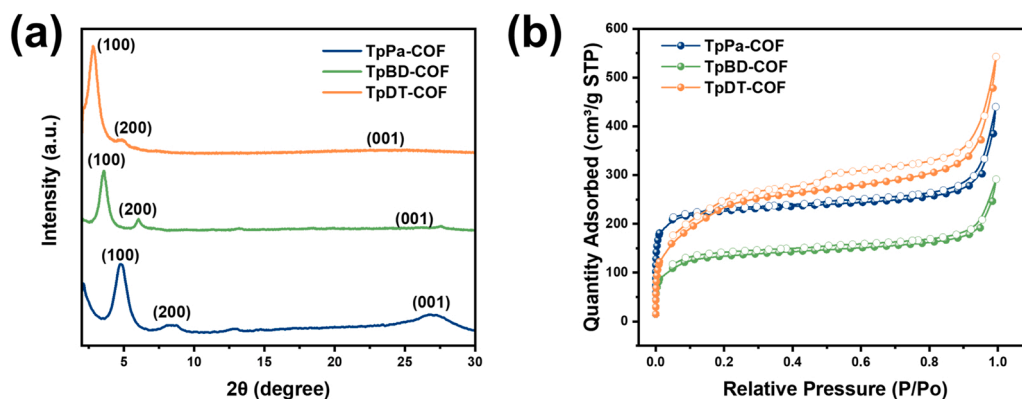 (a)
(100)
(200)
(001)
(100)
(200)
(001)
(100)
(200)
(001)
TpPa-COF
TpBD-COF
TpDT-COF
Intensity (a.u.)
5 10 15 20 25 30
2θ (degree)
(b)
600
500
400
300
200
100
0
TpPa-COF
TpBD-COF
TpDT-COF
Quantity Adsorbed (cm³/g STP)
0.0 0.2 0.4 0.6 0.8 1.0
Relative Pressure (P/Po)